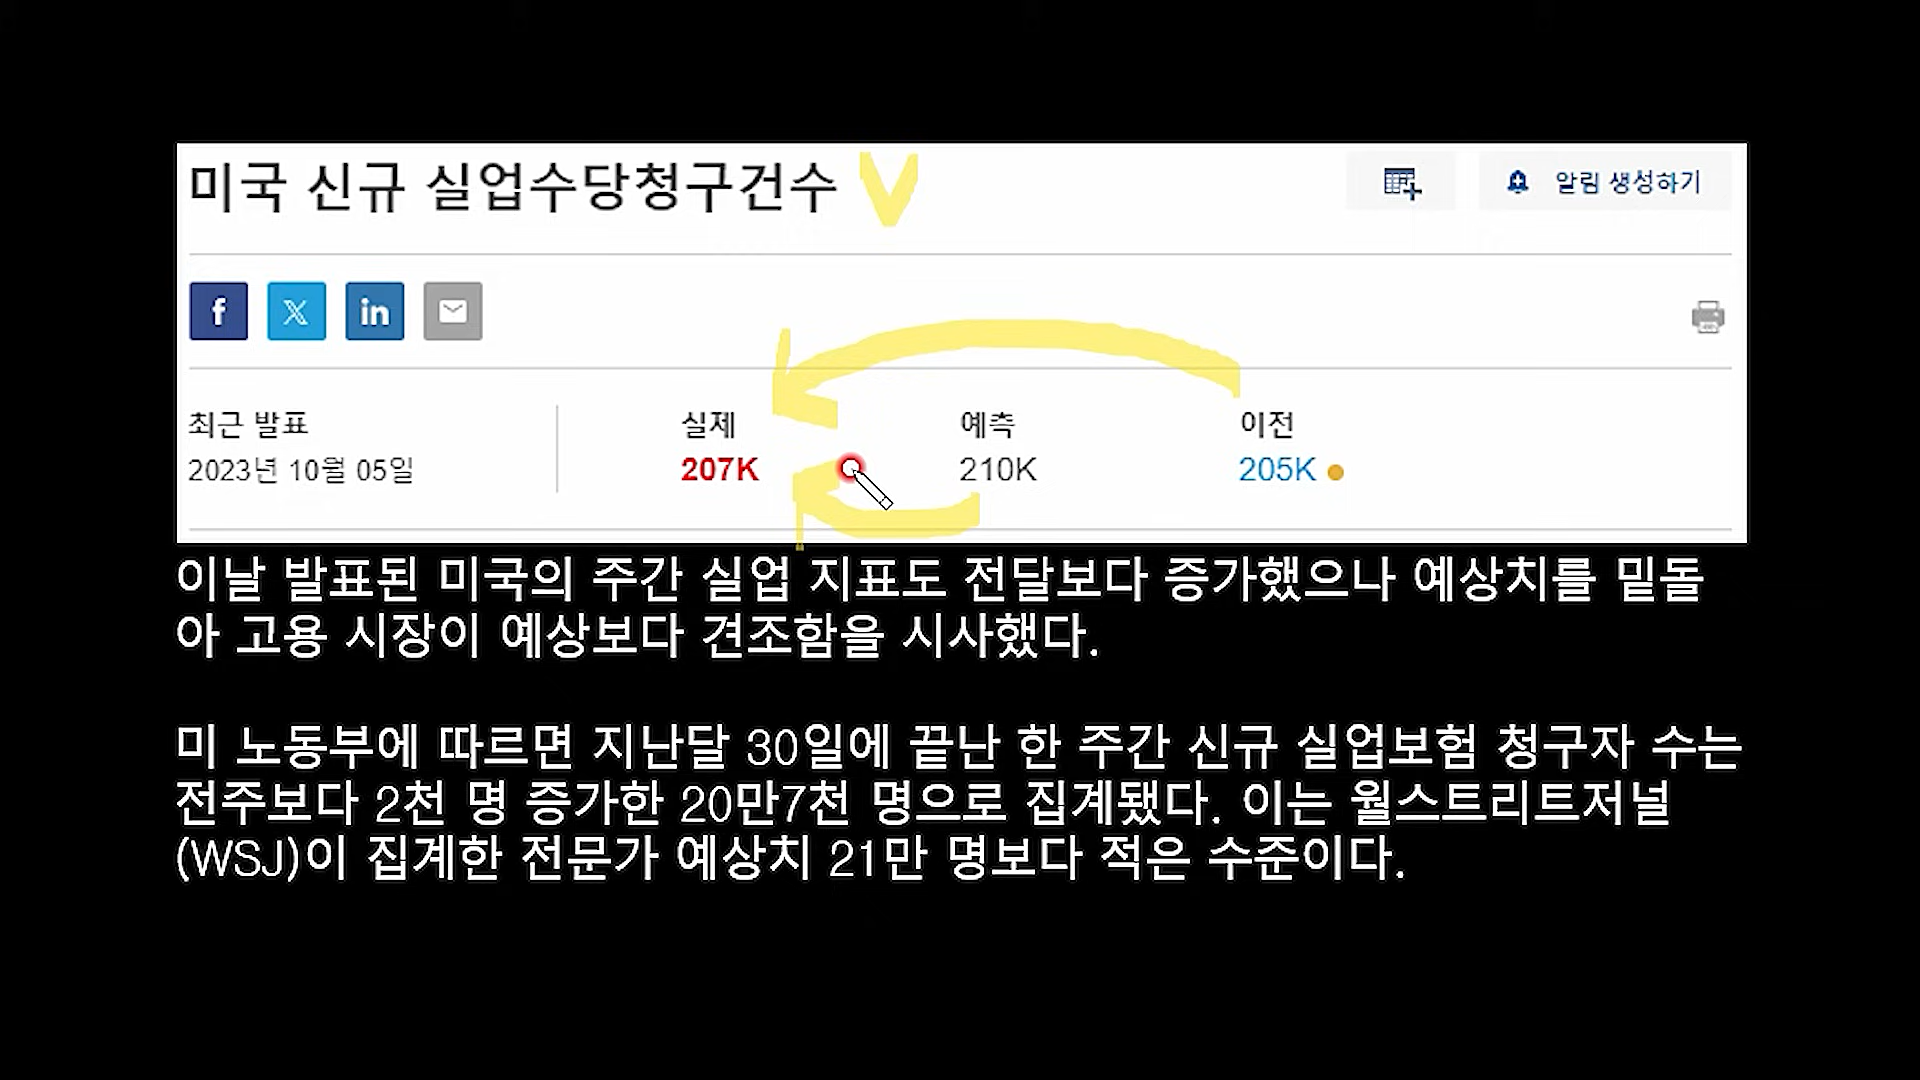 미국 신규 실업수당청구건수
알림 생성하기
최근 발표
2023년 10월 05일
실제
207K
예측
210K
이전
205K
이날 발표된 미국의 주간 실업 지표도 전달보다 증가했으나 예상치를 밑돌
아 고용 시장이 예상보다 견조함을 시사했다.
미 노동부에 따르면 지난달 30일에 끝난 한 주간 신규 실업보험 청구자 수는
전주보다 2천 명 증가한 20만7천 명으로 집계됐다. 이는 월스트리트저널
(WSJ)이 집계한 전문가 예상치 21만 명보다 적은 수준이다.